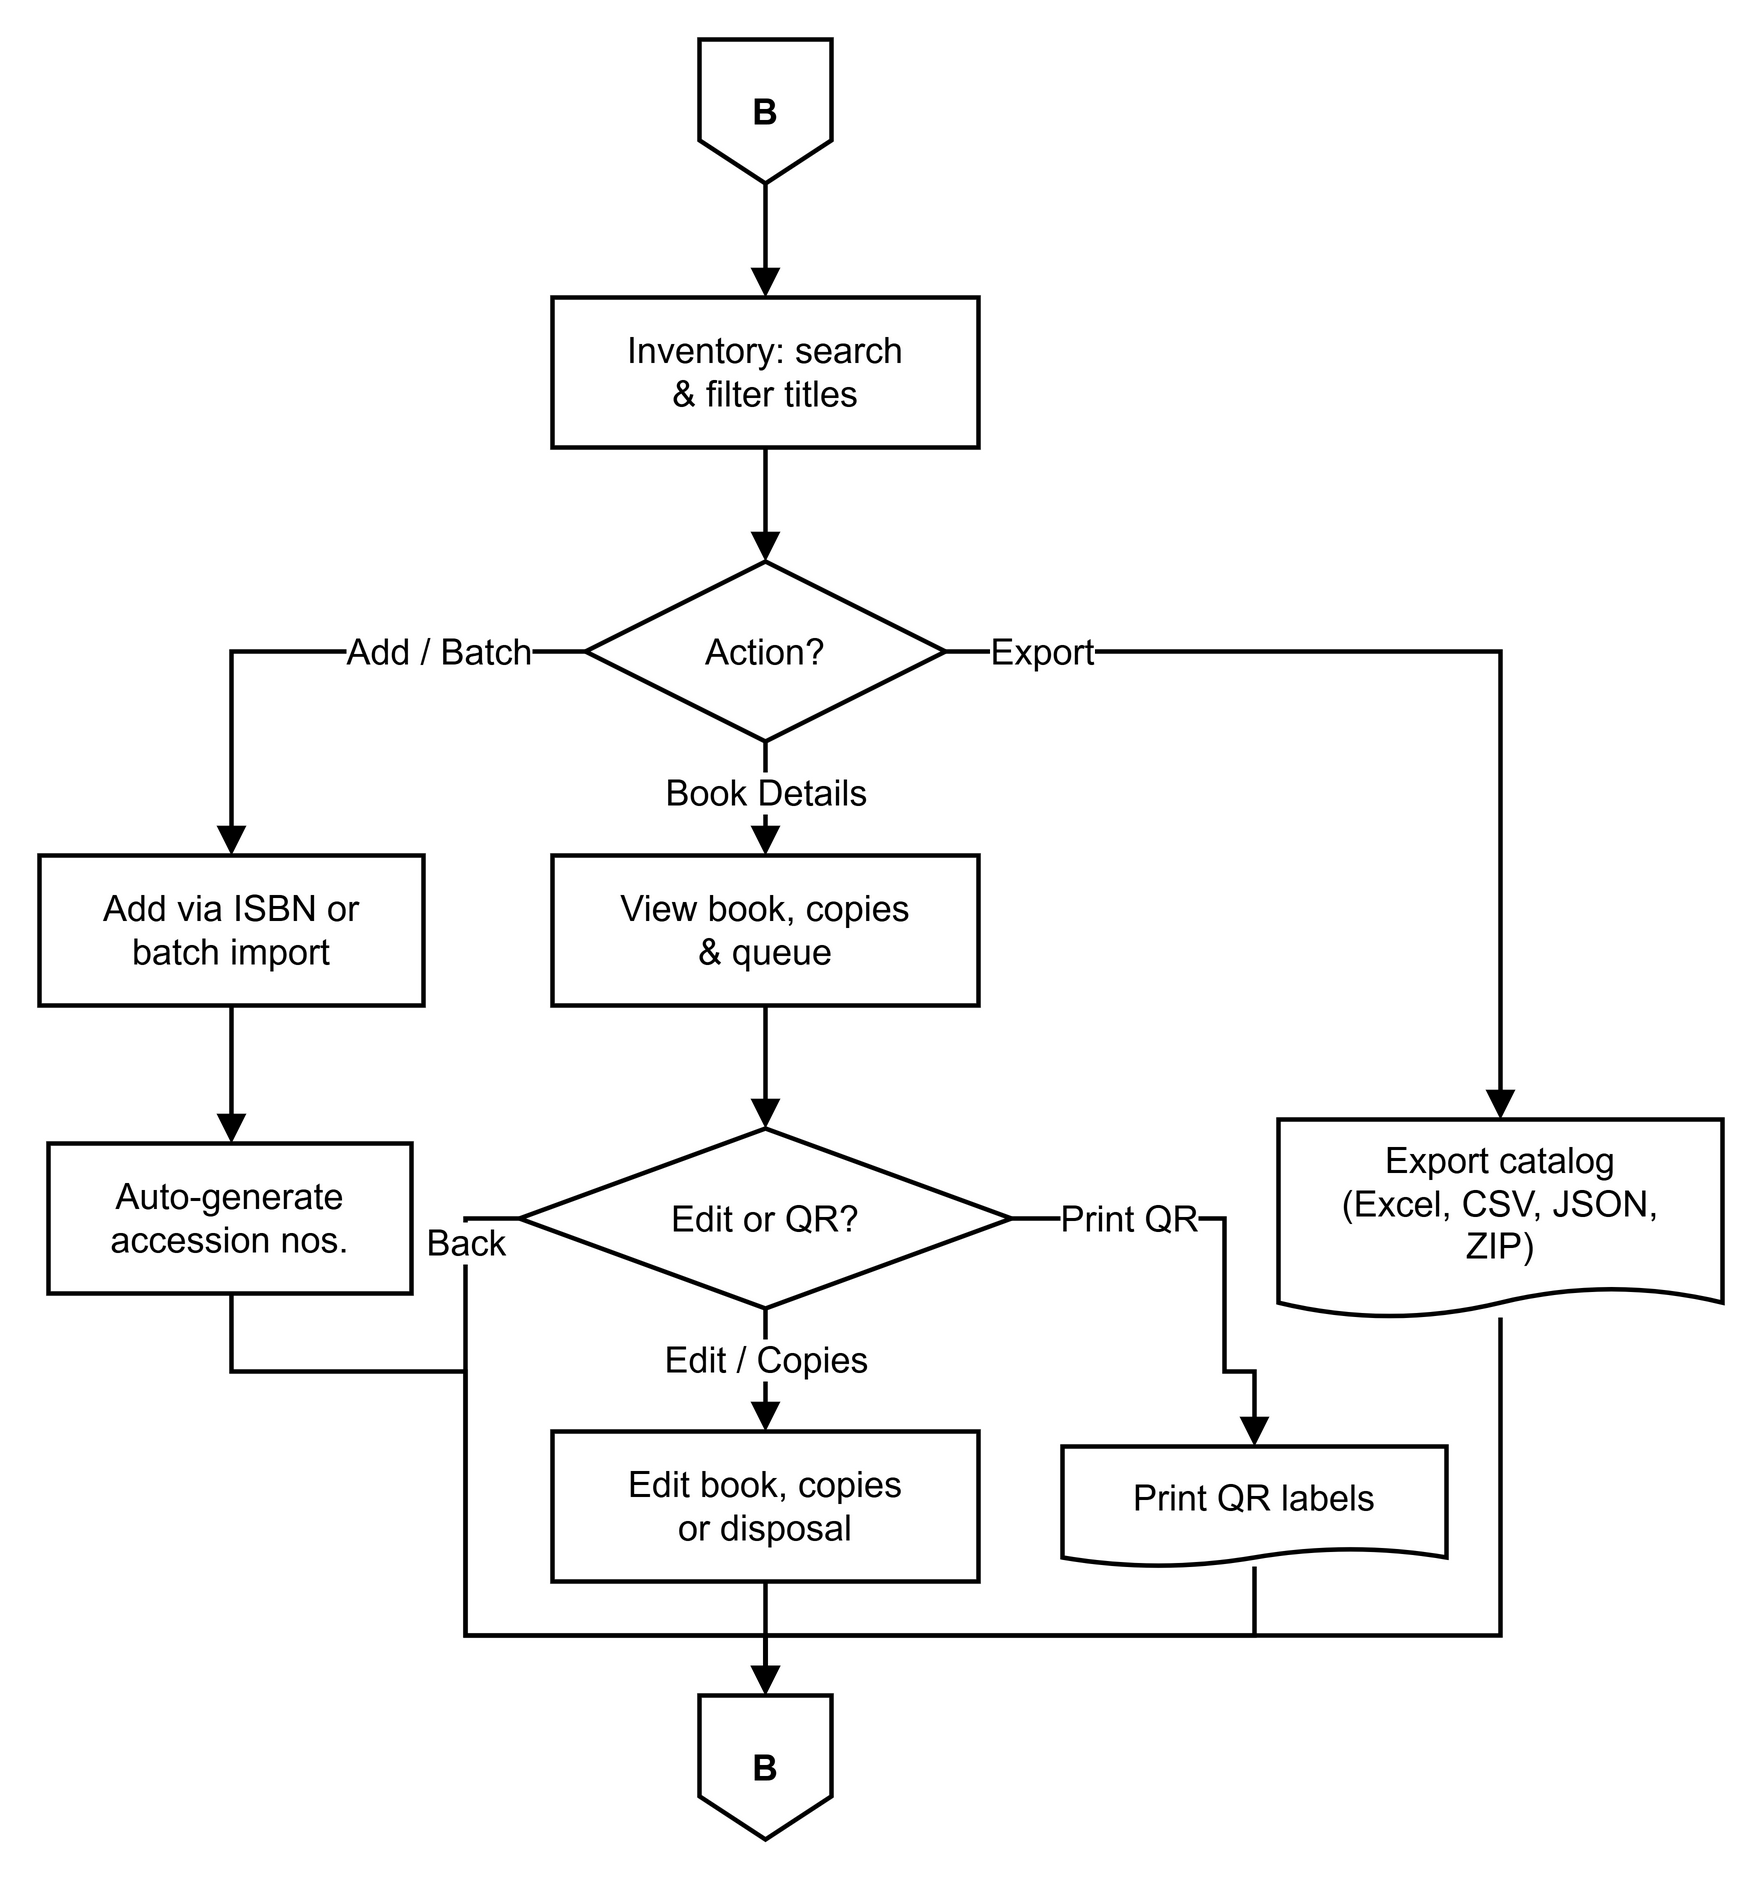 B
Inventory: search
& filter titles
Action?
Add / Batch
Export
Book Details
Add via ISBN or
batch import
View book, copies
& queue
Auto-generate
accession nos.
Back
Edit or QR?
Print QR
Export catalog
(Excel, CSV, JSON,
ZIP)
Edit / Copies
Edit book, copies
or disposal
Print QR labels
B